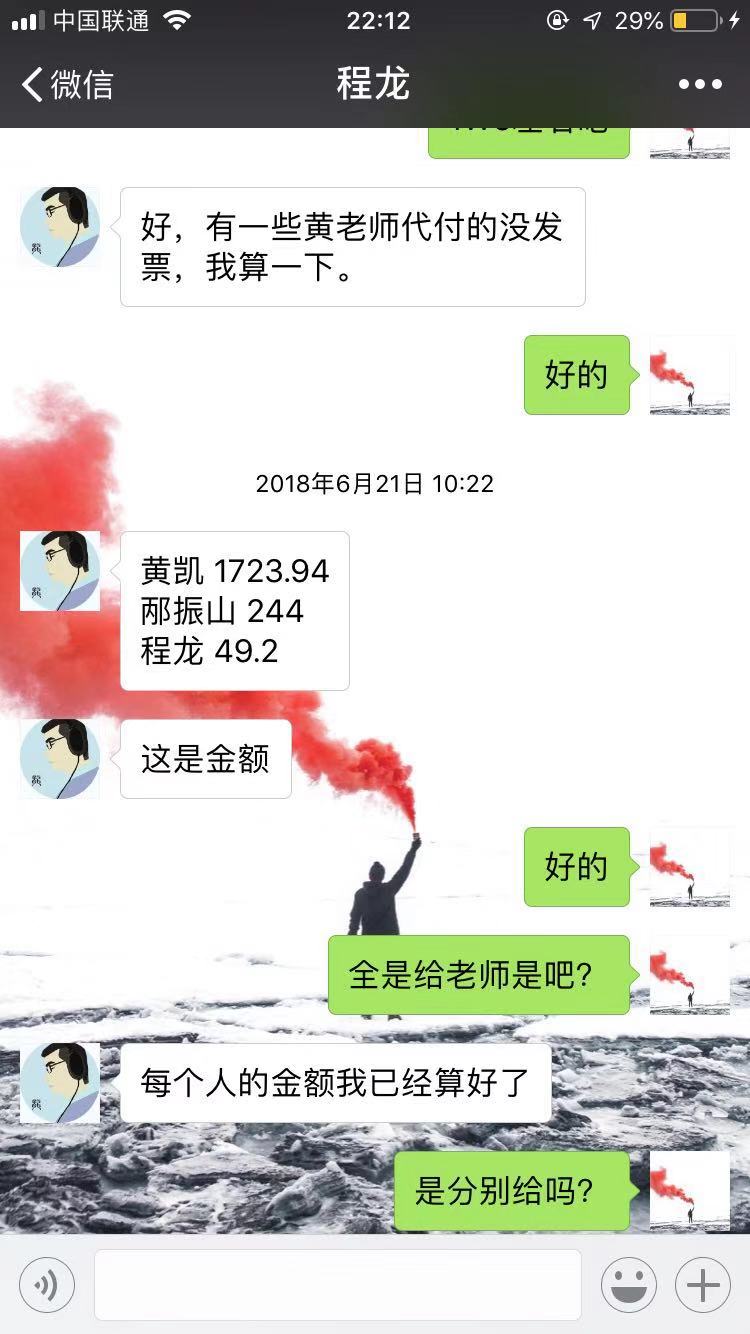 中国联通
22:12
29%
微信
程龙
好，有一些黄老师代付的没发
票，我算一下。
好的
2018年6月21日 10:22
黄凯 1723.94
邴振山 244
程龙 49.2
这是金额
好的
全是给老师是吧?
每个人的金额我已经算好了
是分别给吗?